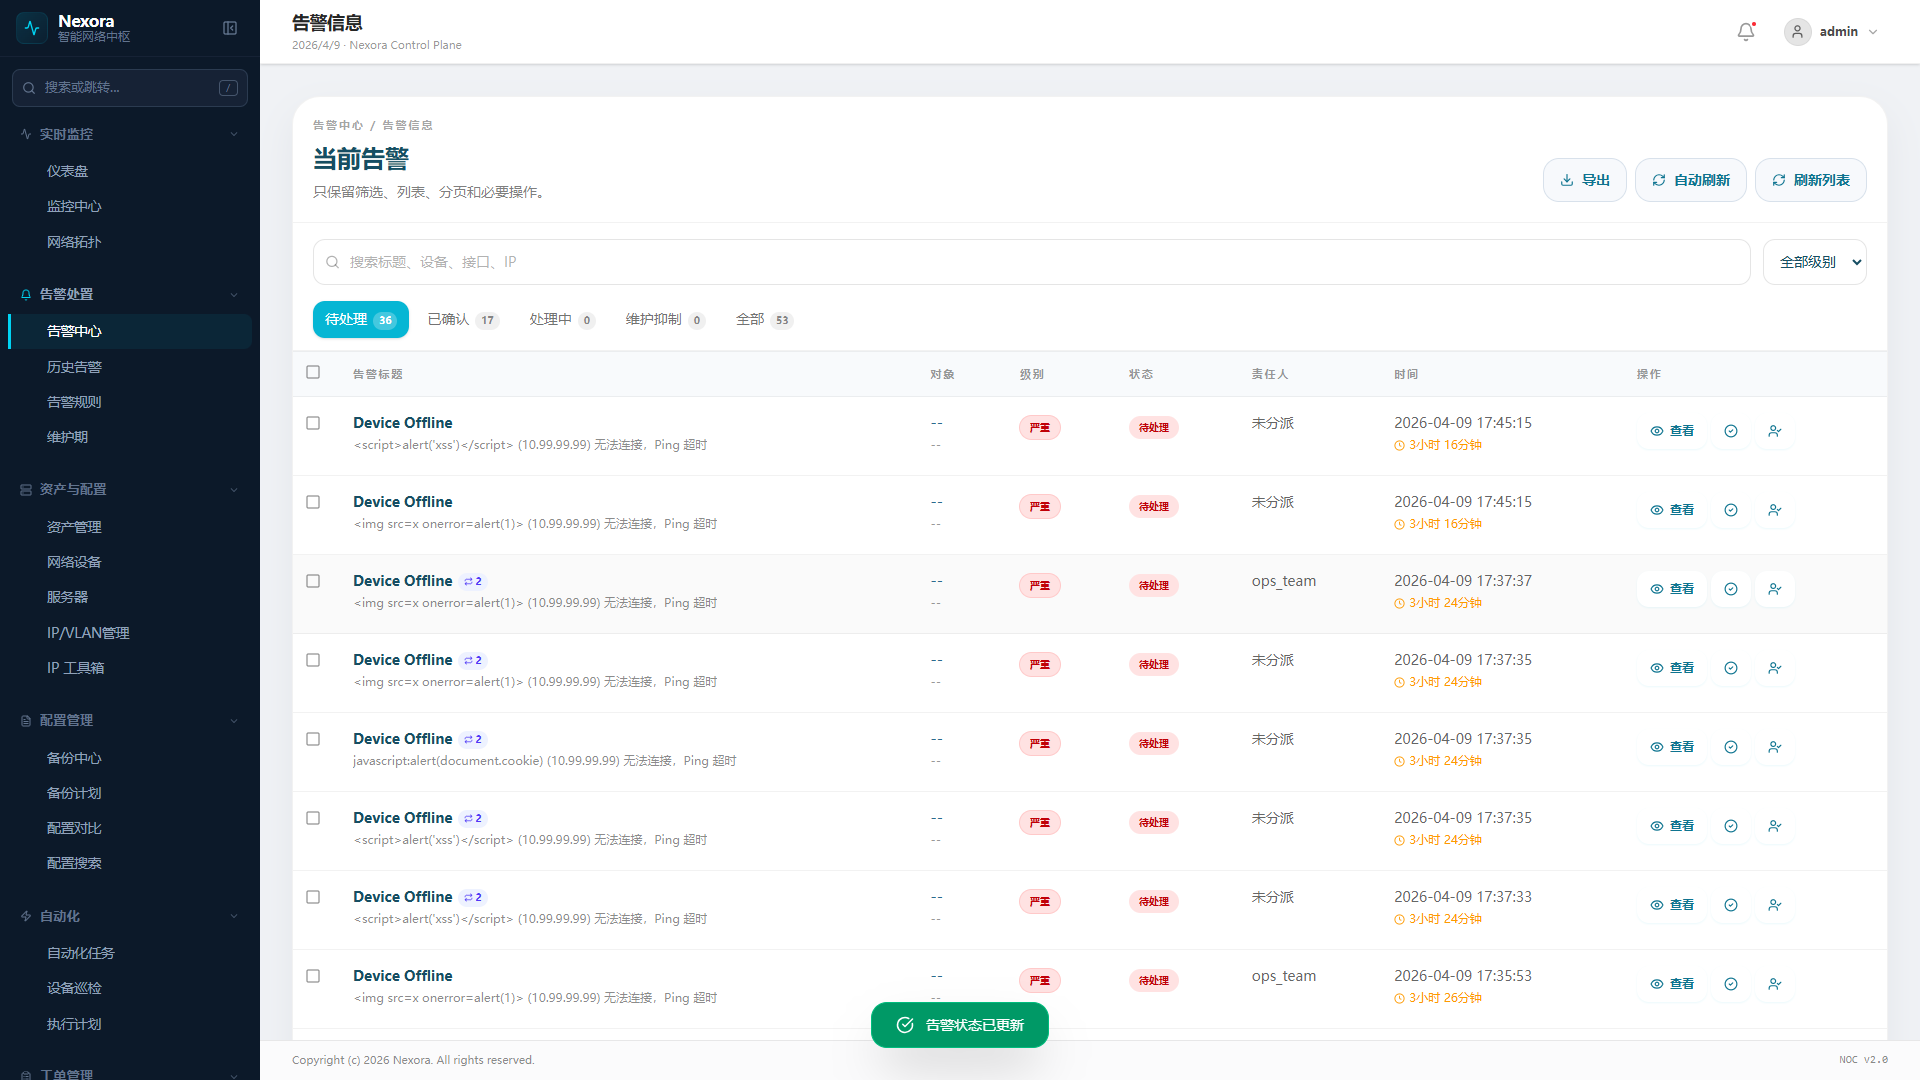 Nexora
智能网络中枢
搜索或跳转...
/
实时监控
仪表盘
监控中心
网络拓扑
告警处置
告警中心
历史告警
告警规则
维护期
资产与配置
资产管理
网络设备
服务器
IP/VLAN管理
IP 工具箱
配置管理
备份中心
备份计划
配置对比
配置搜索
自动化
自动化任务
设备巡检
执行计划
工单管理
告警信息
2026/4/9 · Nexora Control Plane
admin
告警中心 / 告警信息
当前告警
只保留筛选、列表、分页和必要操作。
导出
自动刷新
刷新列表
搜索标题、设备、接口、IP
全部级别
待处理 36 已确认 17 处理中 0 维护抑制 0 全部 53
告警标题 对象 级别 状态 责任人 时间 操作
Device Offline -- 严重 待处理 未分派 2026-04-09 17:45:15 查看
<script>alert('xss')</script> (10.99.99.99) 无法连接，Ping 超时 -- 3小时 16分钟
Device Offline -- 严重 待处理 未分派 2026-04-09 17:45:15 查看
<img src=x onerror=alert(1)> (10.99.99.99) 无法连接，Ping 超时 -- 3小时 16分钟
Device Offline 2 -- 严重 待处理 ops_team 2026-04-09 17:37:37 查看
<img src=x onerror=alert(1)> (10.99.99.99) 无法连接，Ping 超时 -- 3小时 24分钟
Device Offline 2 -- 严重 待处理 未分派 2026-04-09 17:37:35 查看
<img src=x onerror=alert(1)> (10.99.99.99) 无法连接，Ping 超时 -- 3小时 24分钟
Device Offline 2 -- 严重 待处理 未分派 2026-04-09 17:37:35 查看
javascript:alert(document.cookie) (10.99.99.99) 无法连接，Ping 超时 -- 3小时 24分钟
Device Offline 2 -- 严重 待处理 未分派 2026-04-09 17:37:35 查看
<script>alert('xss')</script> (10.99.99.99) 无法连接，Ping 超时 -- 3小时 24分钟
Device Offline 2 -- 严重 待处理 未分派 2026-04-09 17:37:33 查看
<script>alert('xss')</script> (10.99.99.99) 无法连接，Ping 超时 -- 3小时 24分钟
Device Offline -- 严重 待处理 ops_team 2026-04-09 17:35:53 查看
<img src=x onerror=alert(1)> (10.99.99.99) 无法连接，Ping 超时 -- 3小时 26分钟
告警状态已更新
Copyright (c) 2026 Nexora. All rights reserved.
NOC v2.0